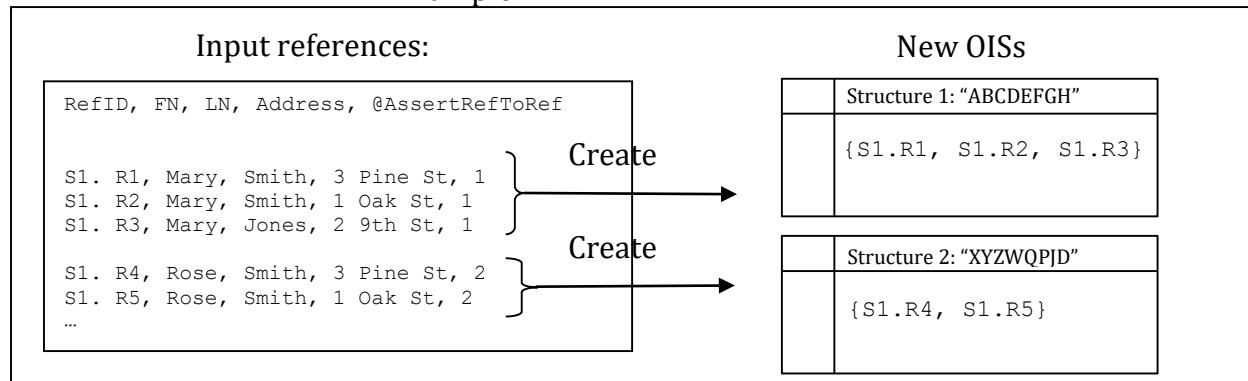 Input references:
New OISs
RefID, FN, LN, Address, @AssertRefToRef
S1. R1, Mary, Smith, 3 Pine St, 1
S1. R2, Mary, Smith, 1 Oak St, 1
S1. R3, Mary, Jones, 2 9th St, 1
S1. R4, Rose, Smith, 3 Pine St, 2
S1. R5, Rose, Smith, 1 Oak St, 2
…
Create
Create
Structure 1: “ABCDEFGH”
{S1.R1, S1.R2, S1.R3}
Structure 2: “XYZWQPJD”
{S1.R4, S1.R5}